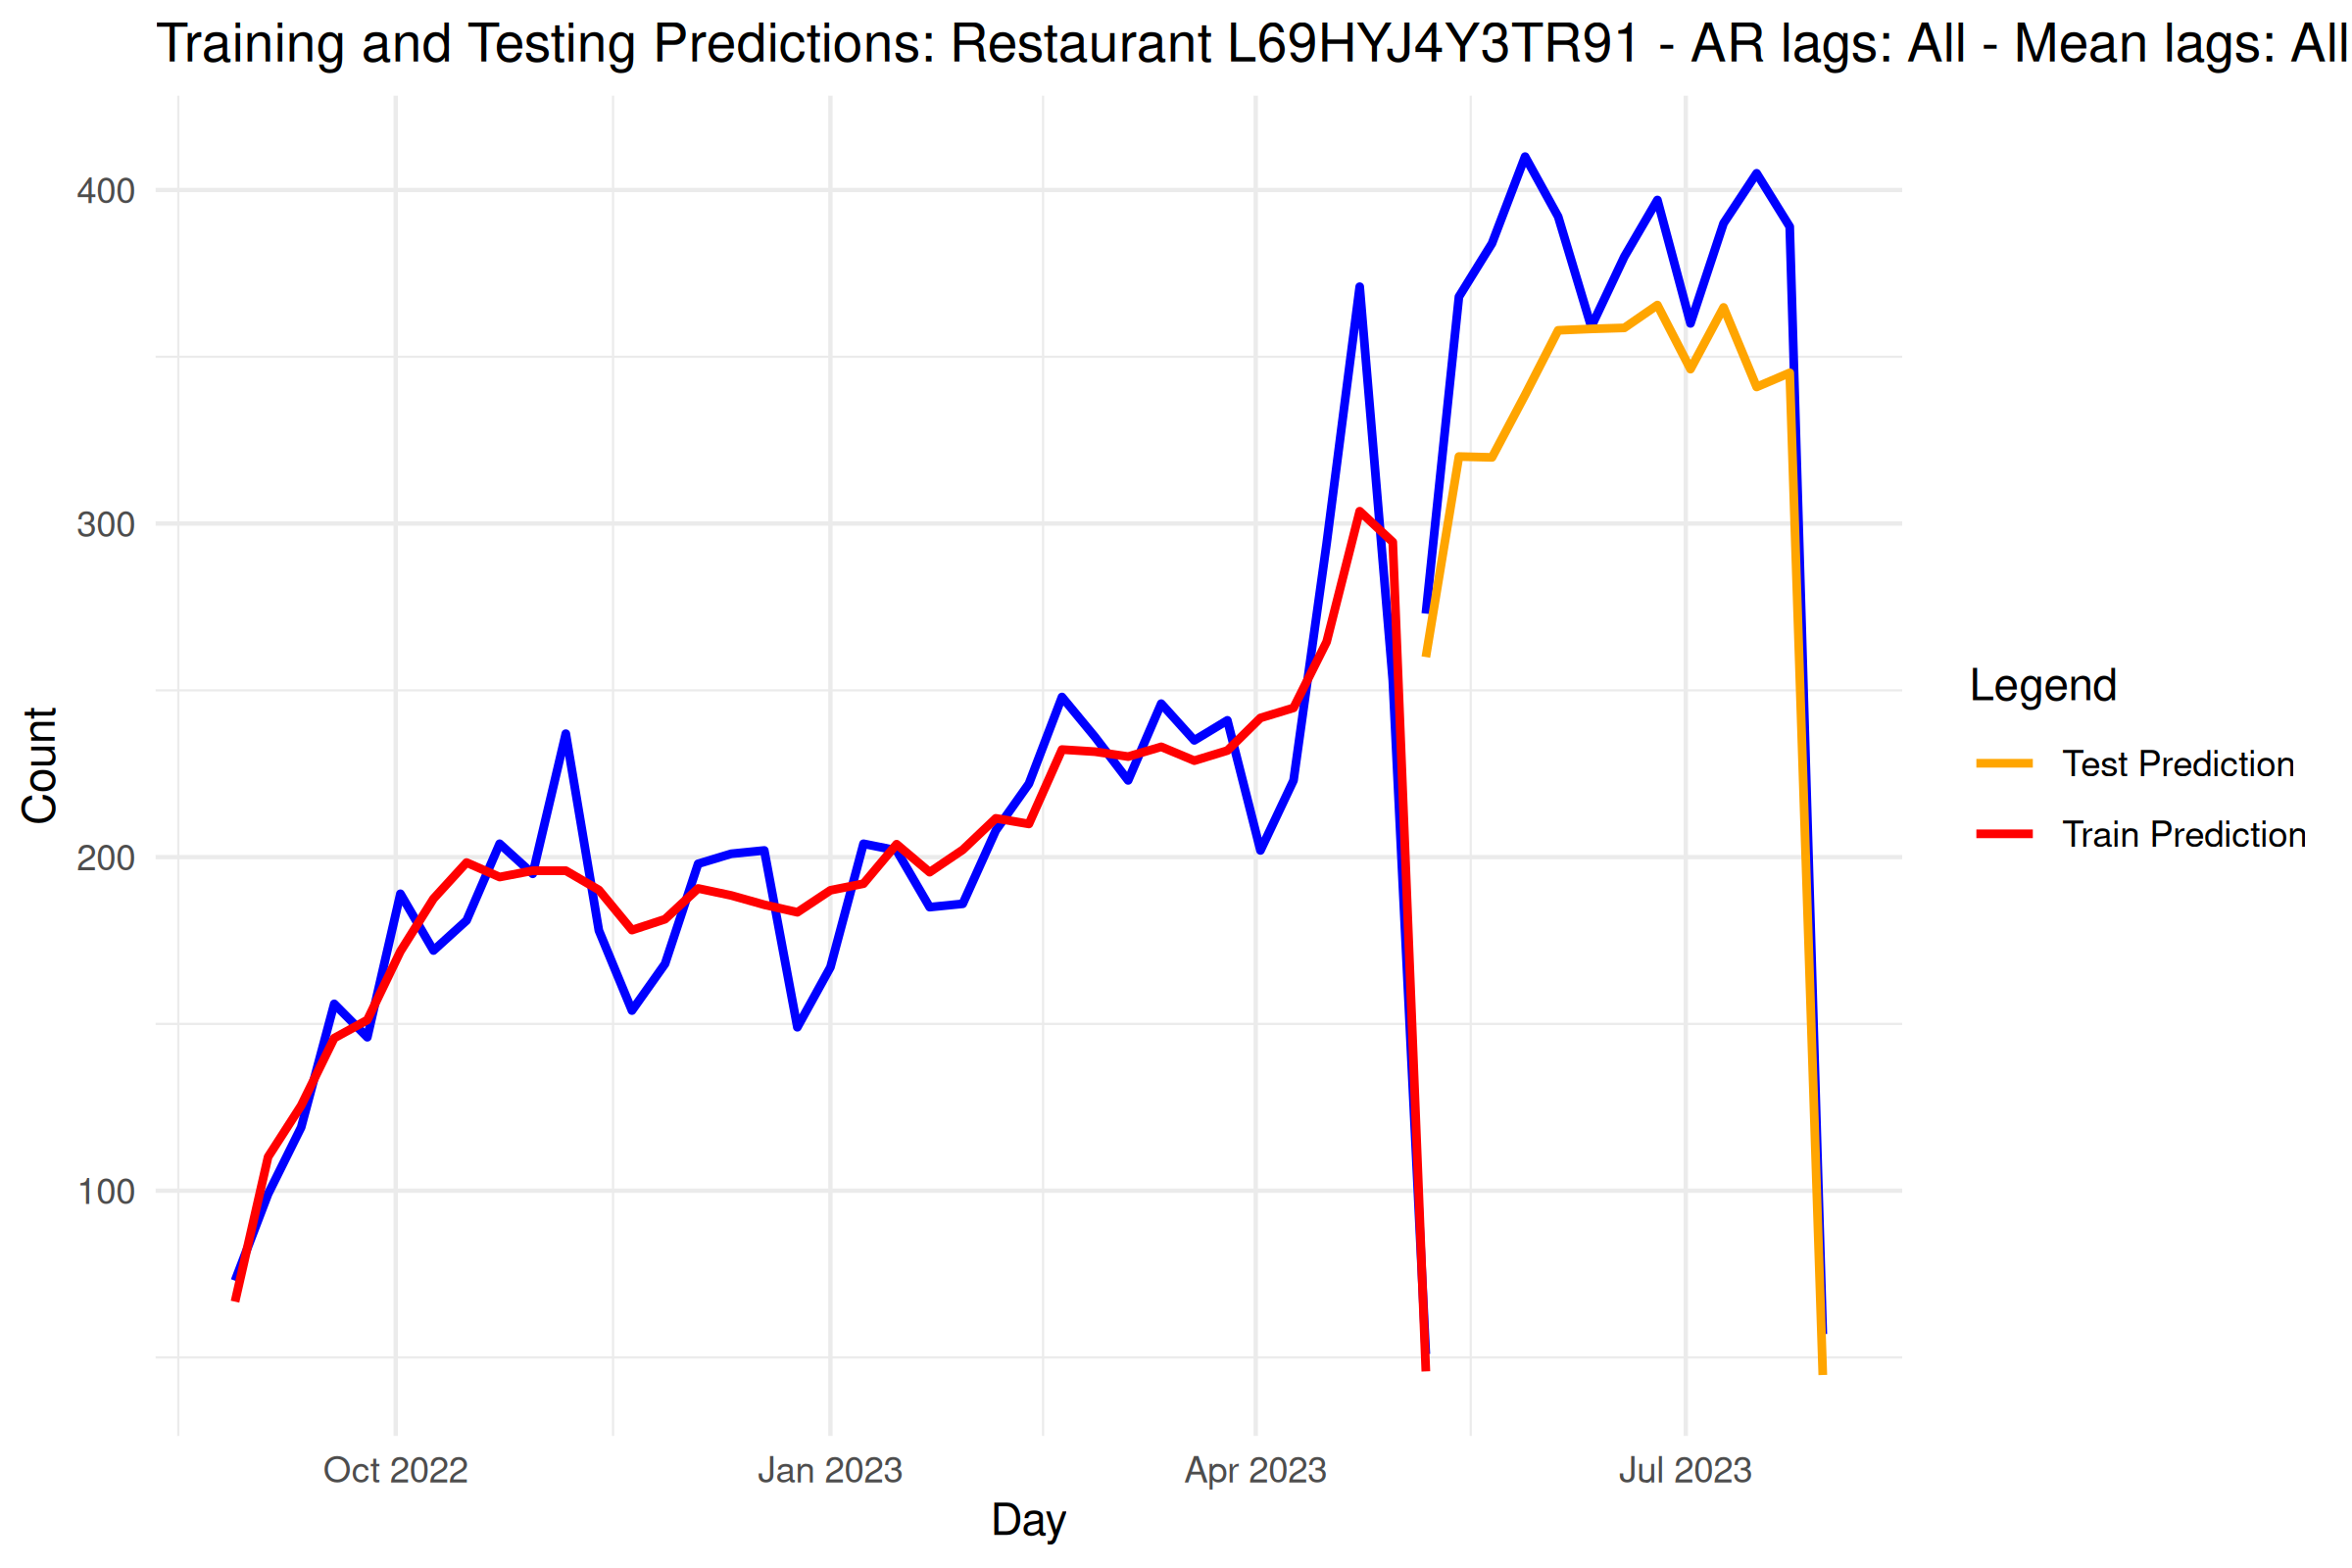 Training and Testing Predictions: Restaurant L69HYJ4Y3TR91 - AR lags: All - Mean lags: All
400
300
200
100
Count
Oct 2022
Jan 2023
Apr 2023
Jul 2023
Day
Legend
Test Prediction
Train Prediction